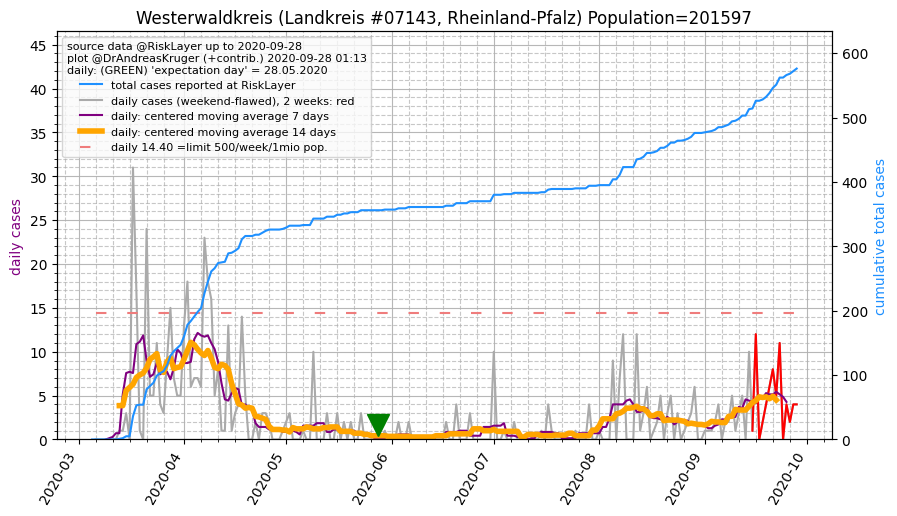 Westerwaldkreis (Landkreis #07143, Rheinland-Pfalz) Population=201597
source data @RiskLayer up to 2020-09-28
plot @DrAndreasKruger (+contrib.) 2020-09-28 01:13
daily: (GREEN) 'expectation day' = 28.05.2020
total cases reported at RiskLayer
daily cases (weekend-flawed), 2 weeks: red
daily: centered moving average 7 days
daily: centered moving average 14 days
daily 14.40 =limit 500/week/1mio pop.
daily cases
45
40
35
30
25
20
15
10
5
0
cumulative total cases
600
500
400
300
200
100
0
2020-03
2020-04
2020-05
2020-06
2020-07
2020-08
2020-09
2020-10